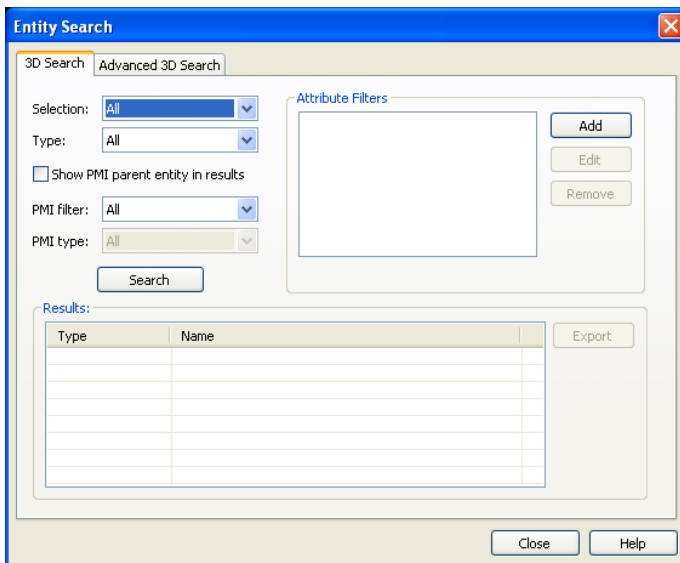 Entity Search
3D Search Advanced 3D Search
Selection: All
Type: All
Show PMI parent entity in results
PMI filter: All
PMI type: All
Search
Attribute Filters
Add
Edit
Remove
Results:
Type Name
Export
Close Help